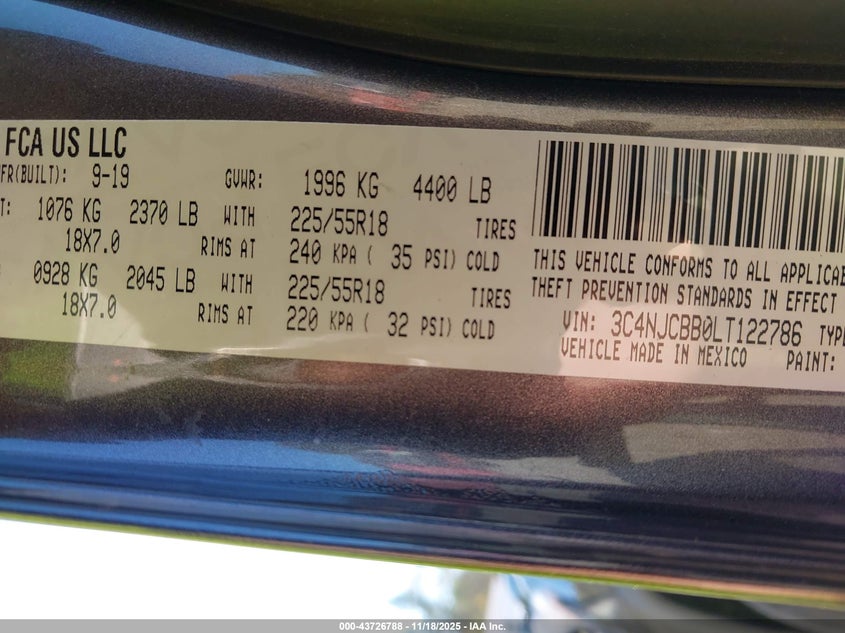 FCA US LLC
FR(BUILT): 9-19 GVWR: 1996 KG 4400 LB
T: 1076 KG 2370 LB WITH 225/55R18 TIRES
18X7.0 RIMS AT 240 KPA ( 35 PSI) COLD
0928 KG 2045 LB WITH 225/55R18 TIRES
18X7.0 RIMS AT 220 KPA ( 32 PSI) COLD
THIS VEHICLE CONFORMS TO ALL APPLICAB
THEFT PREVENTION STANDARDS IN EFFECT
VIN: 3C4NJCBB0LT122786 TYPE
VEHICLE MADE IN MEXICO PAINT:
000-43726788 - 11/18/2025 - IAA Inc.